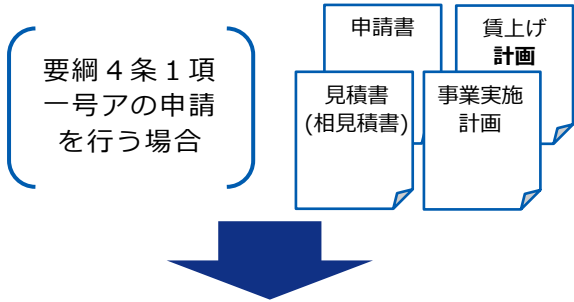 要綱４条１項
一号アの申請
を行う場合
申請書
賃上げ
計画
見積書
(相見積書)
事業実施
計画